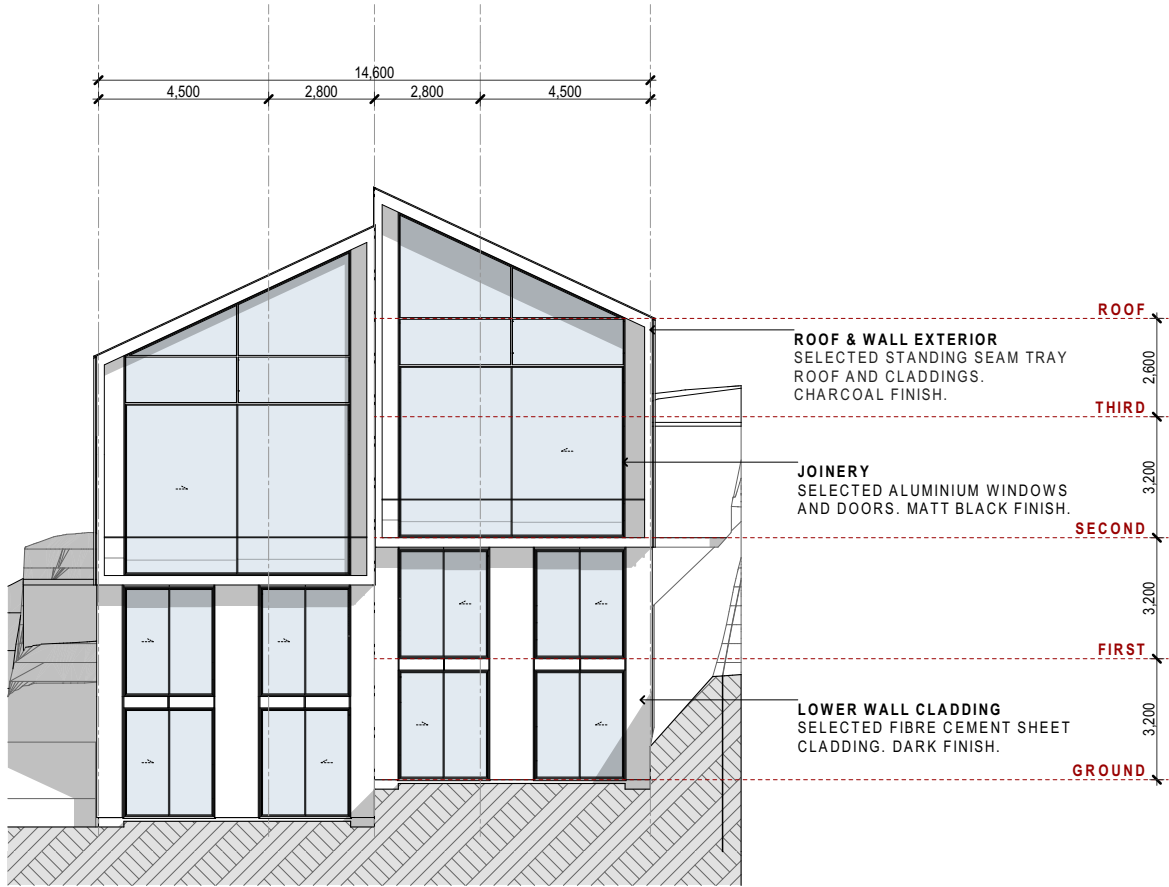 14,600
4,500
2,800
2,800
4,500
ROOF
ROOF & WALL EXTERIOR
SELECTED STANDING SEAM TRAY
ROOF AND CLADDINGS.
CHARCOAL FINISH.
2,600
THIRD
JOINERY
SELECTED ALUMINIUM WINDOWS
AND DOORS. MATT BLACK FINISH.
3,200
SECOND
3,200
FIRST
LOWER WALL CLADDING
SELECTED FIBRE CEMENT SHEET
CLADDING. DARK FINISH.
3,200
GROUND